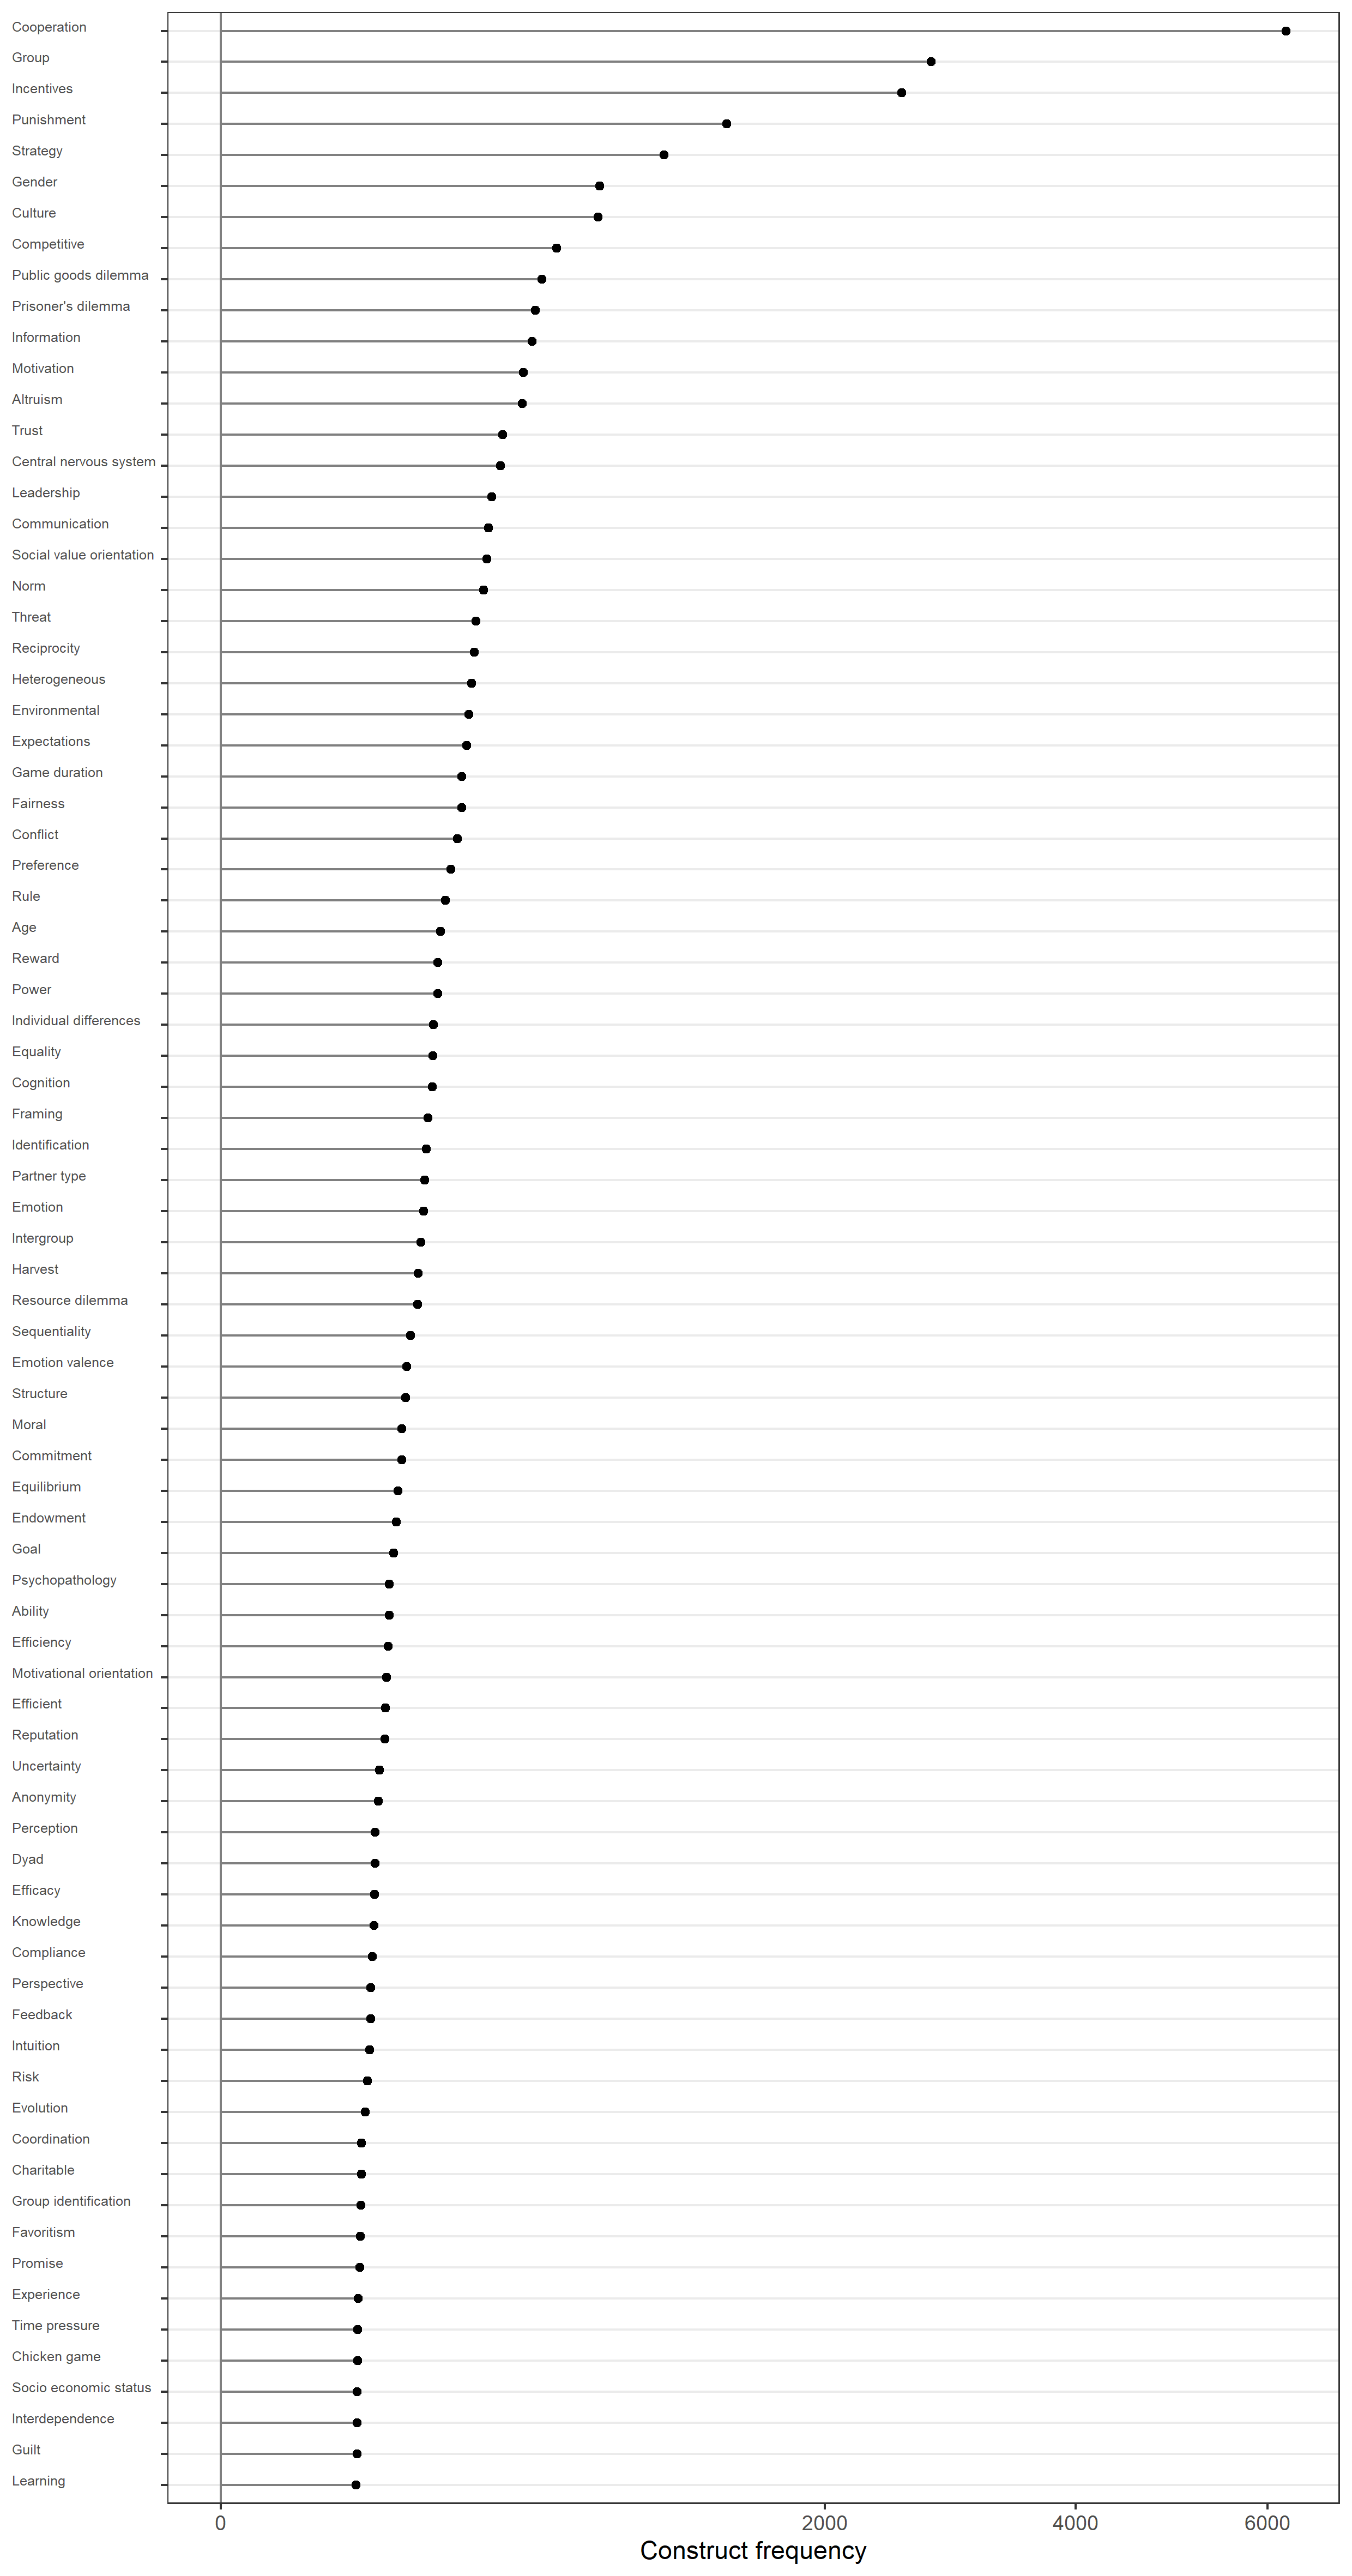 Cooperation
Group
Incentives
Punishment
Strategy
Gender
Culture
Competitive
Public goods dilemma
Prisoner's dilemma
Information
Motivation
Altruism
Trust
Central nervous system
Leadership
Communication
Social value orientation
Norm
Threat
Reciprocity
Heterogeneous
Environmental
Expectations
Game duration
Fairness
Conflict
Preference
Rule
Age
Reward
Power
Individual differences
Equality
Cognition
Framing
Identification
Partner type
Emotion
Intergroup
Harvest
Resource dilemma
Sequentiality
Emotion valence
Structure
Moral
Commitment
Equilibrium
Endowment
Goal
Psychopathology
Ability
Efficiency
Motivational orientation
Efficient
Reputation
Uncertainty
Anonymity
Perception
Dyad
Efficacy
Knowledge
Compliance
Perspective
Feedback
Intuition
Risk
Evolution
Coordination
Charitable
Group identification
Favoritism
Promise
Experience
Time pressure
Chicken game
Socio economic status
Interdependence
Guilt
Learning
0 2000 4000 6000
Construct frequency